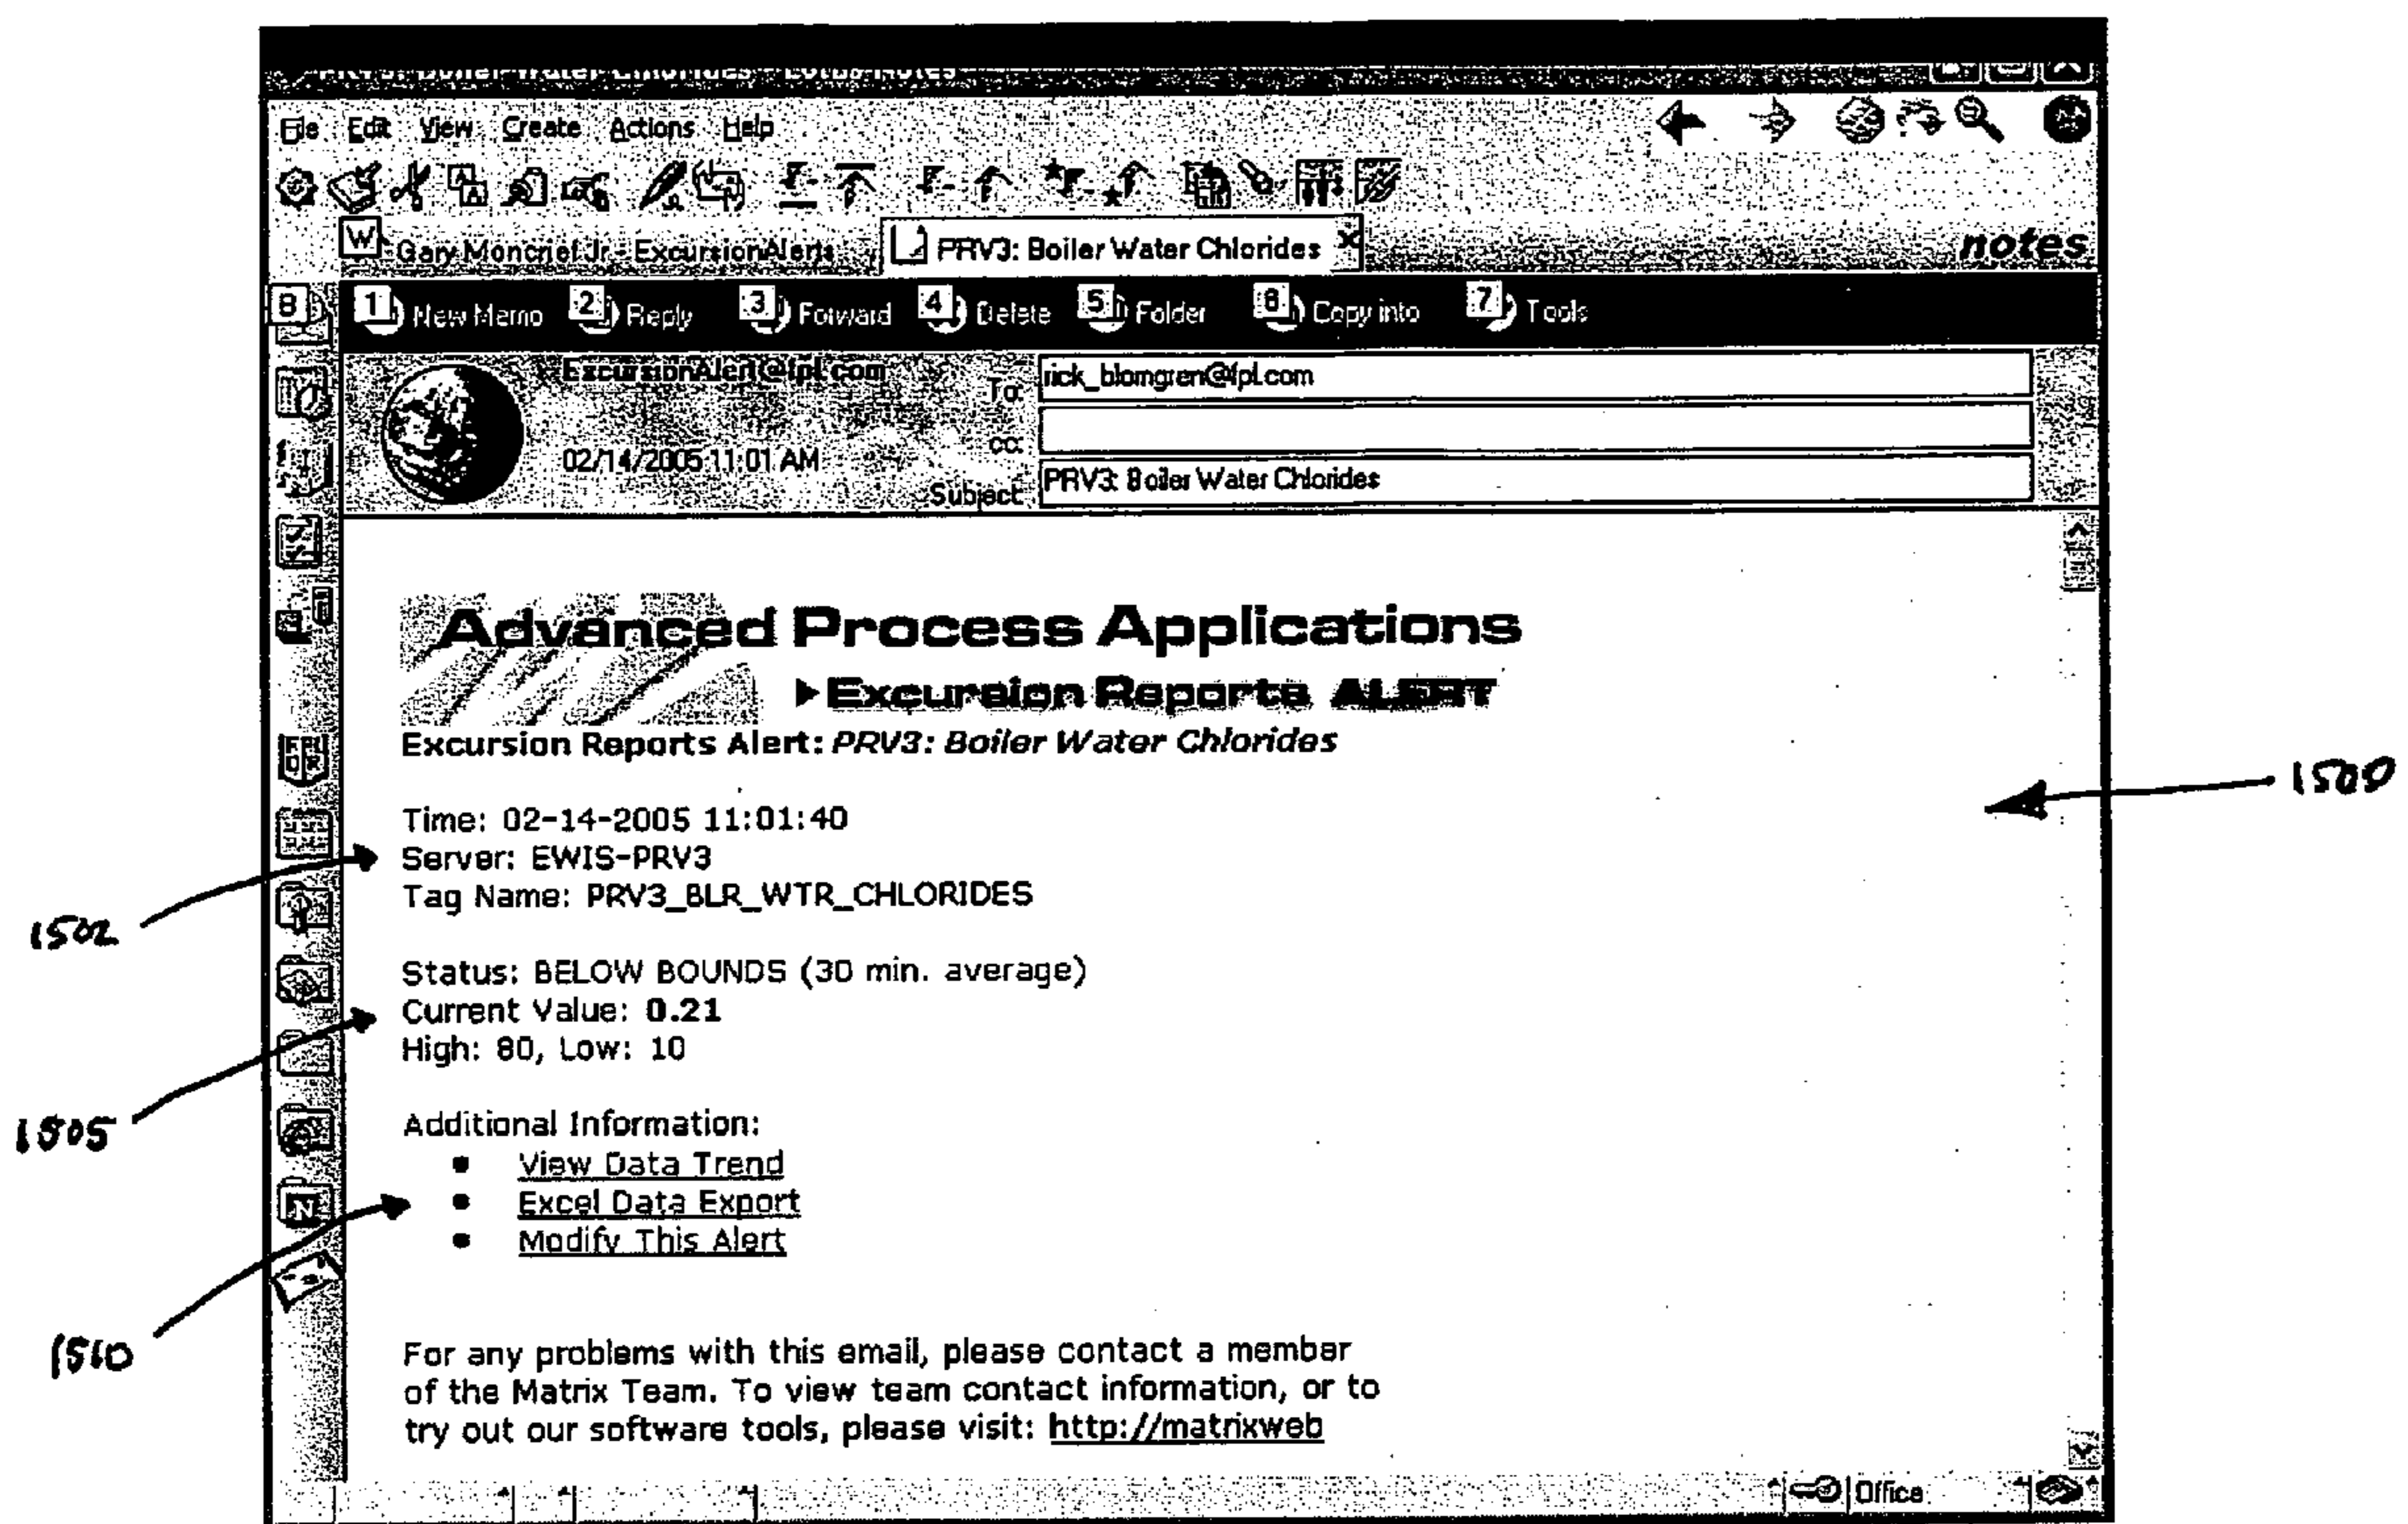 PRV3: Boiler Water Chlorides - Lotus Notes
File Edit View Create Actions Help
W Gary Moncrief Jr - ExcursionAlerts PRV3: Boiler Water Chlorides x notes
8 1 New Memo 2 Reply 3 Forward 4 Delete 5 Folder 6 Copy into 7 Tools
ExcursionAlert@fpl.com To: rick_blomgren@fpl.com
02/14/2005 11:01 AM cc:
Subject: PRV3: Boiler Water Chlorides
Advanced Process Applications
Excursion Reports ALERT
Excursion Reports Alert: PRV3: Boiler Water Chlorides
1500
Time: 02-14-2005 11:01:40
Server: EWIS-PRV3
Tag Name: PRV3_BLR_WTR_CHLORIDES
1502
Status: BELOW BOUNDS (30 min. average)
Current Value: 0.21
High: 80, Low: 10
1505
Additional Information:
• View Data Trend
• Excel Data Export
• Modify This Alert
1510
For any problems with this email, please contact a member
of the Matrix Team. To view team contact information, or to
try out our software tools, please visit: http://matrixweb
Office